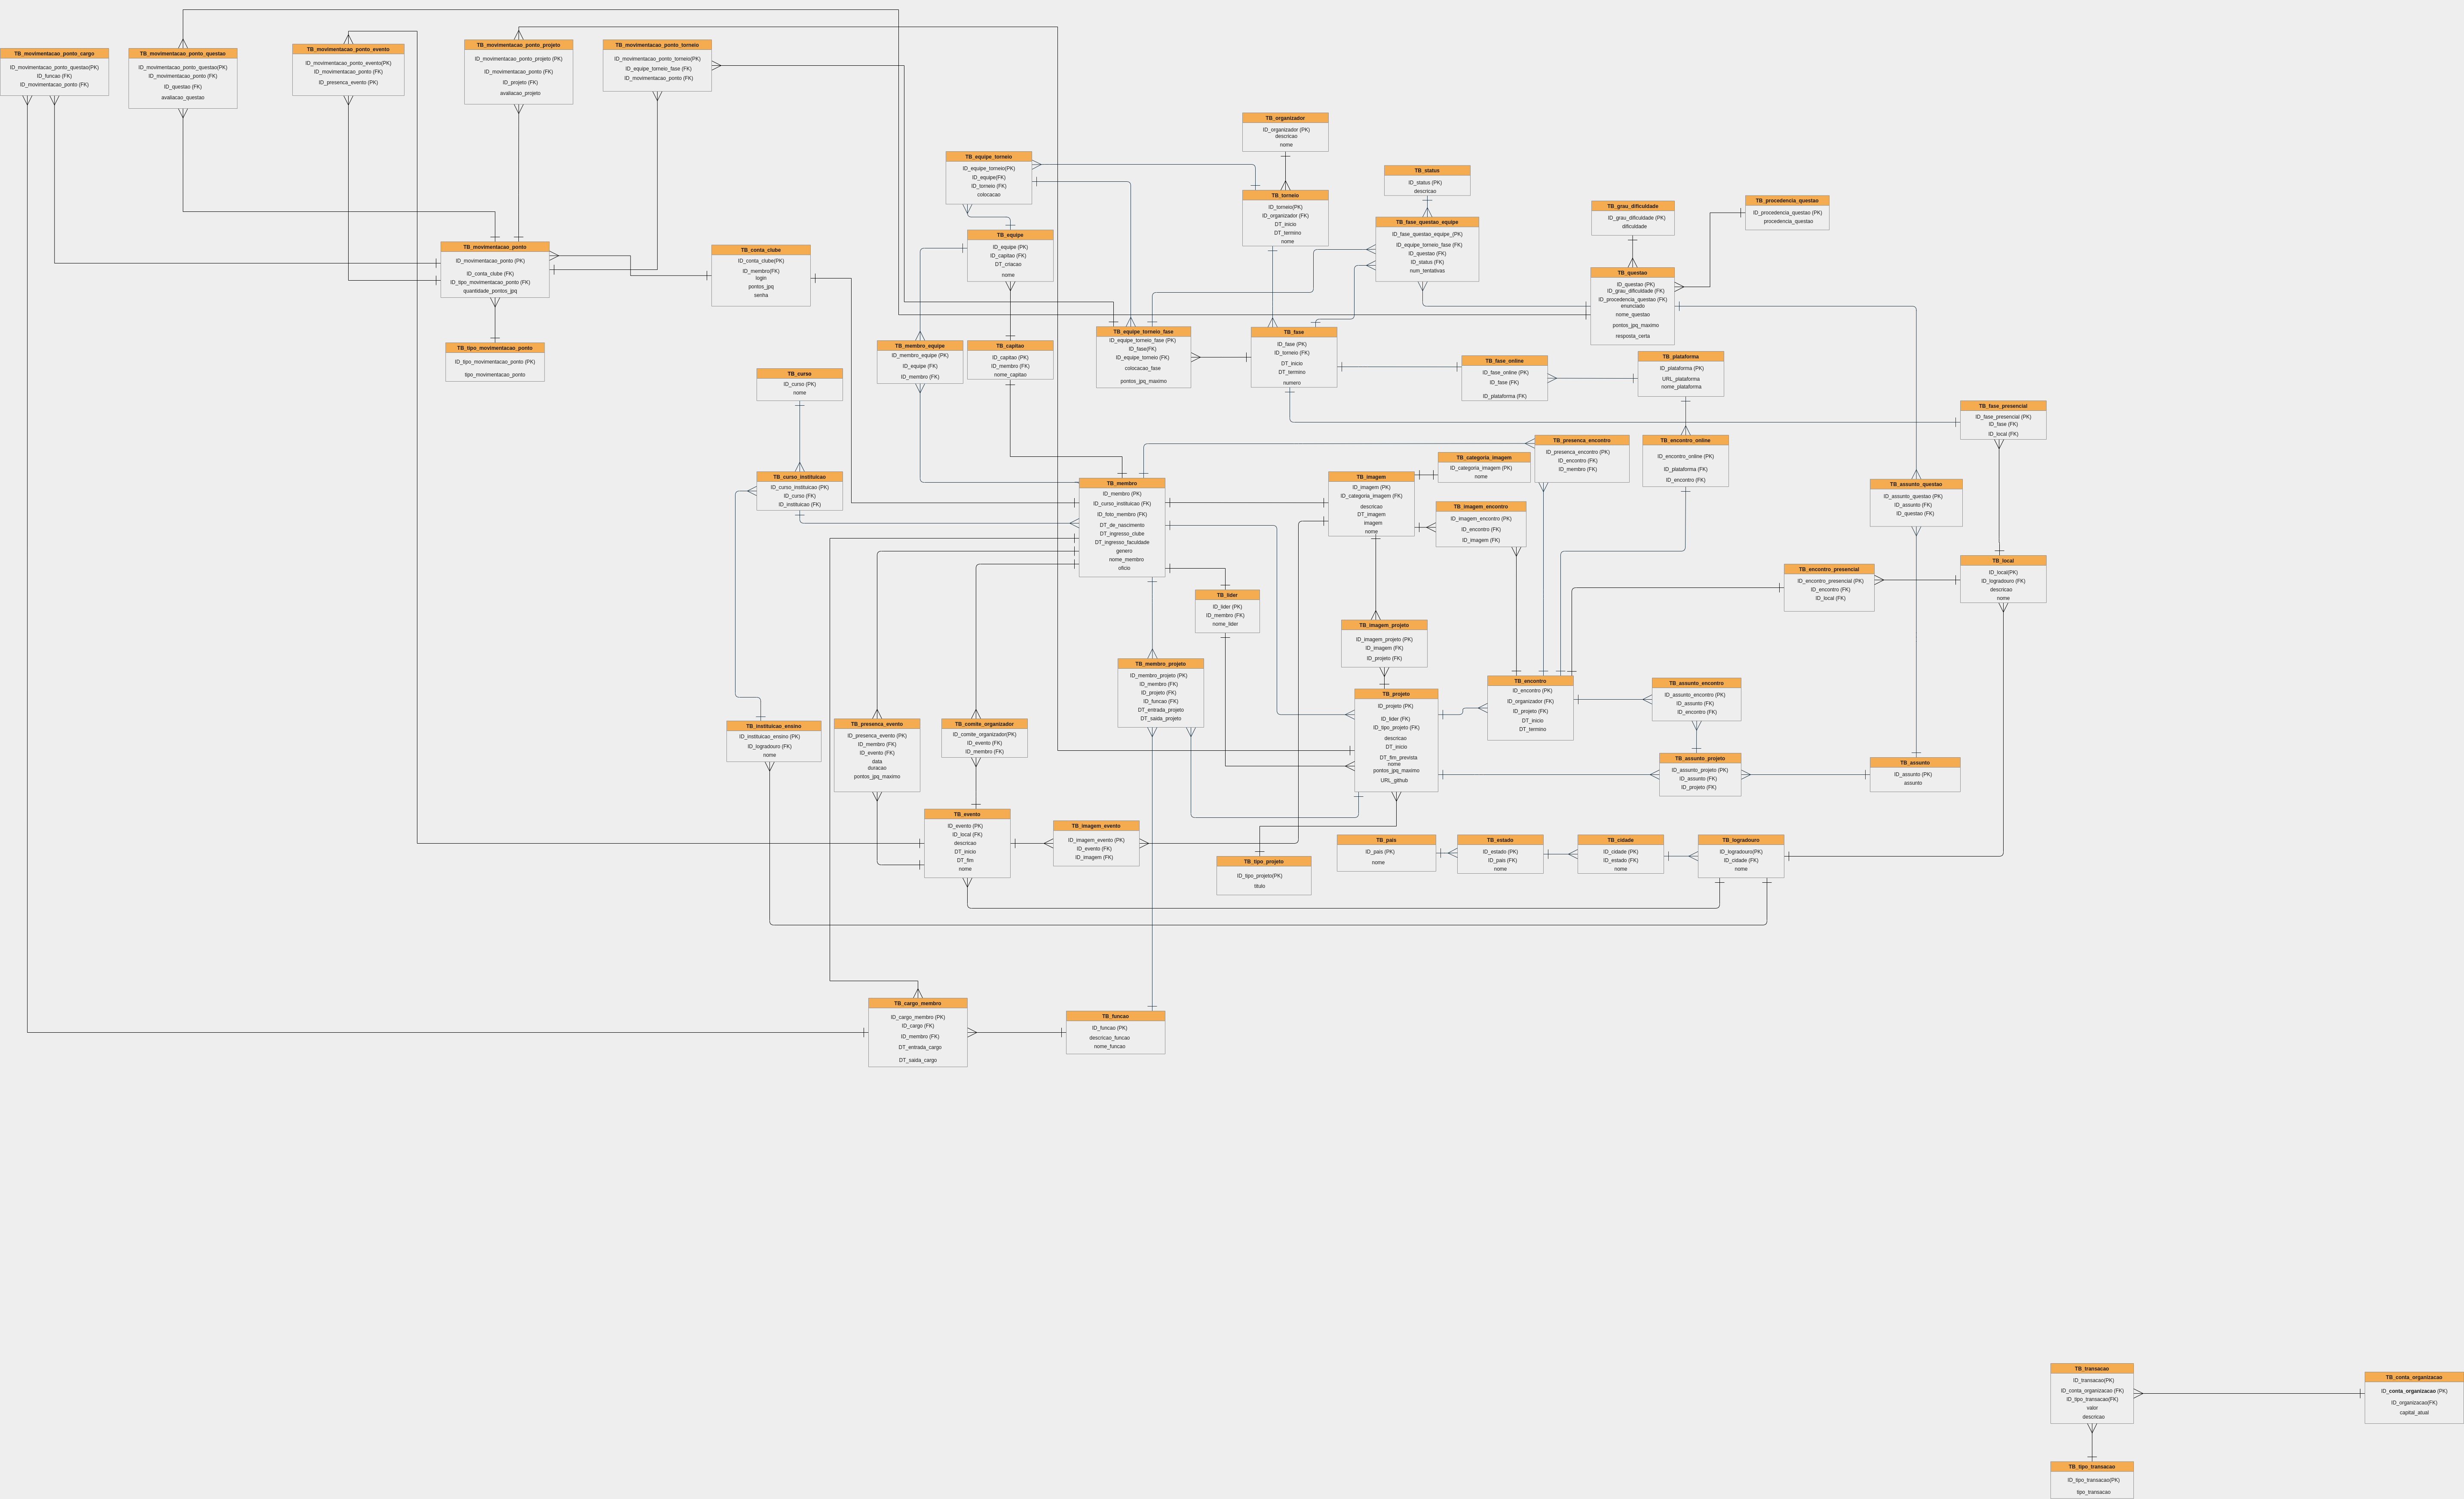 TB_movimentacao_ponto_cargo
ID_movimentacao_ponto_questao(PK)
ID_funcao (FK)
ID_movimentacao_ponto (FK)
TB_movimentacao_ponto_questao
ID_movimentacao_ponto_questao(PK)
ID_movimentacao_ponto (FK)
ID_questao (FK)
avaliacao_questao
TB_movimentacao_ponto_evento
ID_movimentacao_ponto_evento(PK)
ID_movimentacao_ponto (FK)
ID_presenca_evento (PK)
TB_movimentacao_ponto_projeto
ID_movimentacao_ponto_projeto (PK)
ID_movimentacao_ponto (FK)
ID_projeto (FK)
avaliacao_projeto
TB_movimentacao_ponto_torneio
ID_movimentacao_ponto_torneio(PK)
ID_equipe_torneio_fase (FK)
ID_movimentacao_ponto (FK)
TB_organizador
ID_organizador (PK)
descricao
nome
TB_equipe_torneio
ID_equipe_torneio(PK)
ID_equipe(FK)
ID_torneio (FK)
colocacao
TB_torneio
ID_torneio(PK)
ID_organizador (FK)
DT_inicio
DT_termino
nome
TB_status
ID_status (PK)
descricao
TB_fase_questao_equipe
ID_fase_questao_equipe_(PK)
ID_equipe_torneio_fase (FK)
ID_questao (FK)
ID_status (FK)
num_tentativas
TB_grau_dificuldade
ID_grau_dificuldade (PK)
dificuldade
TB_procedencia_questao
ID_procedencia_questao (PK)
procedencia_questao
TB_movimentacao_ponto
ID_movimentacao_ponto (PK)
ID_conta_clube (FK)
ID_tipo_movimentacao_ponto (FK)
quantidade_pontos_jpq
TB_conta_clube
ID_conta_clube(PK)
ID_membro(FK)
login
pontos_jpq
senha
TB_equipe
ID_equipe (PK)
ID_capitao (FK)
DT_criacao
nome
TB_questao
ID_questao (PK)
ID_grau_dificuldade (FK)
ID_procedencia_questao (FK)
enunciado
nome_questao
pontos_jpq_maximo
resposta_certa
TB_tipo_movimentacao_ponto
ID_tipo_movimentacao_ponto (PK)
tipo_movimentacao_ponto
TB_membro_equipe
ID_membro_equipe (PK)
ID_equipe (FK)
ID_membro (FK)
TB_capitao
ID_capitao (PK)
ID_membro (FK)
nome_capitao
TB_equipe_torneio_fase
ID_equipe_torneio_fase (PK)
ID_fase(FK)
ID_equipe_torneio (FK)
colocacao_fase
pontos_jpq_maximo
TB_fase
ID_fase (PK)
ID_torneio (FK)
DT_inicio
DT_termino
numero
TB_fase_online
ID_fase_online (PK)
ID_fase (FK)
ID_plataforma (FK)
TB_plataforma
ID_plataforma (PK)
URL_plataforma
nome_plataforma
TB_curso
ID_curso (PK)
nome
TB_fase_presencial
ID_fase_presencial (PK)
ID_fase (FK)
ID_local (FK)
TB_presenca_encontro
ID_presenca_encontro (PK)
ID_encontro (FK)
ID_membro (FK)
TB_encontro_online
ID_encontro_online (PK)
ID_plataforma (FK)
ID_encontro (FK)
TB_categoria_imagem
ID_categoria_imagem (PK)
nome
TB_curso_instituicao
ID_curso_instituicao (PK)
ID_curso (FK)
ID_instituicao (FK)
TB_membro
ID_membro (PK)
ID_curso_instituicao (FK)
ID_foto_membro (FK)
DT_de_nascimento
DT_ingresso_clube
DT_ingresso_faculdade
genero
nome_membro
oficio
TB_imagem
ID_imagem (PK)
ID_categoria_imagem (FK)
descricao
DT_imagem
imagem
nome
TB_imagem_encontro
ID_imagem_encontro (PK)
ID_encontro (FK)
ID_imagem (FK)
TB_assunto_questao
ID_assunto_questao (PK)
ID_assunto (FK)
ID_questao (FK)
TB_local
ID_local(PK)
ID_logradouro (FK)
descricao
nome
TB_encontro_presencial
ID_encontro_presencial (PK)
ID_encontro (FK)
ID_local (FK)
TB_lider
ID_lider (PK)
ID_membro (FK)
nome_lider
TB_imagem_projeto
ID_imagem_projeto (PK)
ID_imagem (FK)
ID_projeto (FK)
TB_membro_projeto
ID_membro_projeto (PK)
ID_membro (FK)
ID_projeto (FK)
ID_funcao (FK)
DT_entrada_projeto
DT_saida_projeto
TB_projeto
ID_projeto (PK)
ID_lider (FK)
ID_tipo_projeto (FK)
descricao
DT_inicio
DT_fim_prevista
nome
pontos_jpq_maximo
URL_github
TB_encontro
ID_encontro (PK)
ID_organizador (FK)
ID_projeto (FK)
DT_inicio
DT_termino
TB_assunto_encontro
ID_assunto_encontro (PK)
ID_assunto (FK)
ID_encontro (FK)
TB_instituicao_ensino
ID_instituicao_ensino (PK)
ID_logradouro (FK)
nome
TB_presenca_evento
ID_presenca_evento (PK)
ID_membro (FK)
ID_evento (FK)
data
duracao
pontos_jpq_maximo
TB_comite_organizador
ID_comite_organizador(PK)
ID_evento (FK)
ID_membro (FK)
TB_assunto_projeto
ID_assunto_projeto (PK)
ID_assunto (FK)
ID_projeto (FK)
TB_assunto
ID_assunto (PK)
assunto
TB_evento
ID_evento (PK)
ID_local (FK)
descricao
DT_inicio
DT_fim
nome
TB_imagem_evento
ID_imagem_evento (PK)
ID_evento (FK)
ID_imagem (FK)
TB_tipo_projeto
ID_tipo_projeto(PK)
titulo
TB_pais
ID_pais (PK)
nome
TB_estado
ID_estado (PK)
ID_pais (FK)
nome
TB_cidade
ID_cidade (PK)
ID_estado (FK)
nome
TB_logradouro
ID_logradouro(PK)
ID_cidade (FK)
nome
TB_cargo_membro
ID_cargo_membro (PK)
ID_cargo (FK)
ID_membro (FK)
DT_entrada_cargo
DT_saida_cargo
TB_funcao
ID_funcao (PK)
descricao_funcao
nome_funcao
TB_transacao
ID_transacao(PK)
ID_conta_organizacao (FK)
ID_tipo_transacao(FK)
valor
descricao
TB_conta_organizacao
ID_conta_organizacao (PK)
ID_organizacao(FK)
capital_atual
TB_tipo_transacao
ID_tipo_transacao(PK)
tipo_transacao